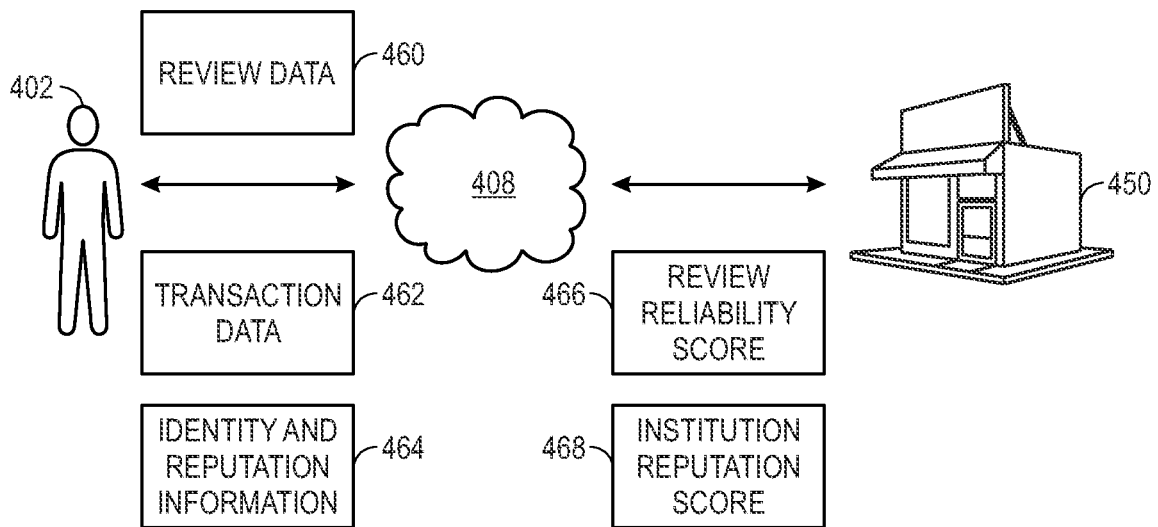 REVIEW DATA
460
402
408
450
TRANSACTION
DATA
462
466
REVIEW
RELIABILITY
SCORE
IDENTITY AND
REPUTATION
INFORMATION
464
468
INSTITUTION
REPUTATION
SCORE